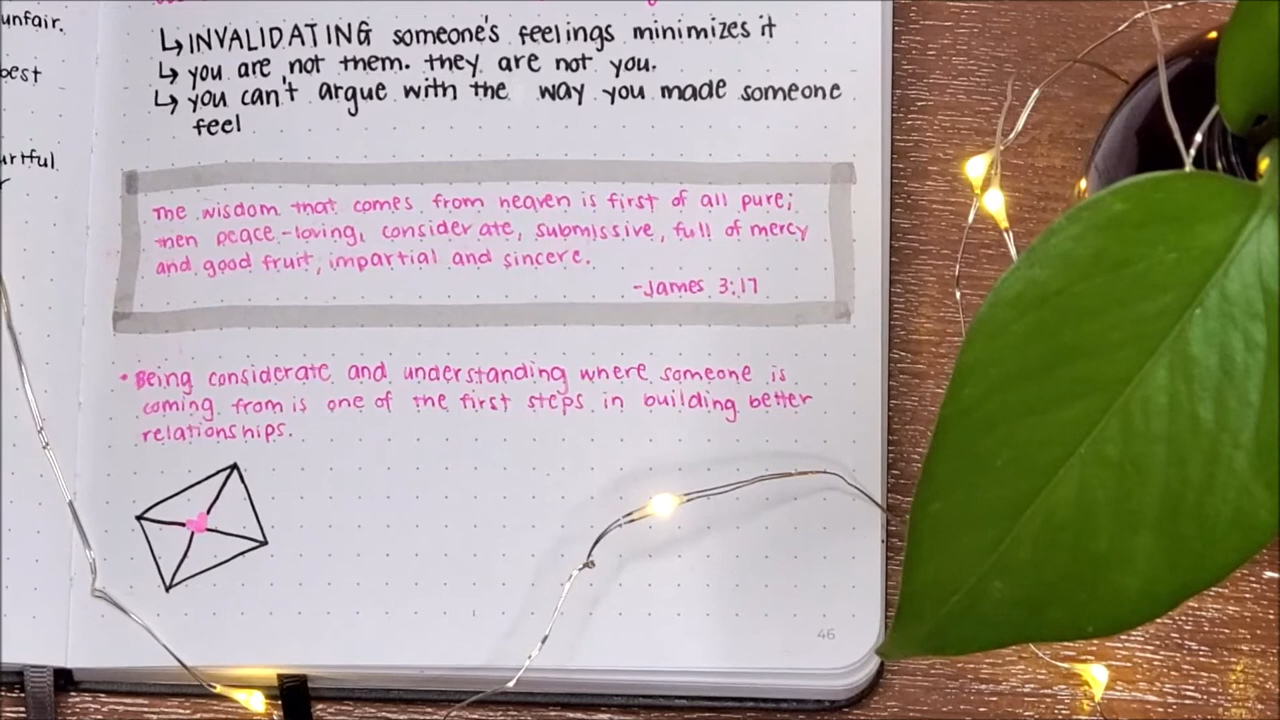 unfair.
INVALIDATING someone's feelings minimizes it
you are not them. they are not you.
you can't argue with the way you made someone
feel
The wisdom that comes from heaven is first of all pure;
then peace-loving, considerate, submissive, full of mercy
and good fruit, impartial and sincere.
-James 3:17
• Being considerate and understanding where someone is
coming from is one of the first steps in building better
relationships.
46